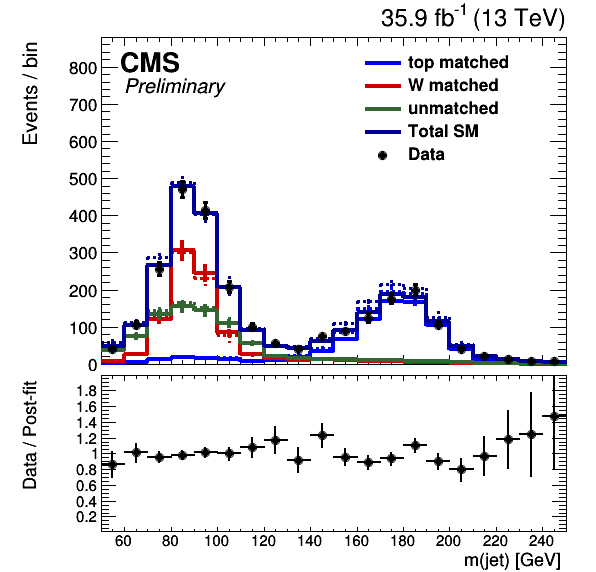 35.9 fb⁻¹ (13 TeV)
CMS
Preliminary
top matched
W matched
unmatched
Total SM
Data
Events / bin
800
700
600
500
400
300
200
100
0
Data / Post-fit
1.8
1.6
1.4
1.2
1
0.8
0.6
0.4
0.2
60 80 100 120 140 160 180 200 220 240
m(jet) [GeV]